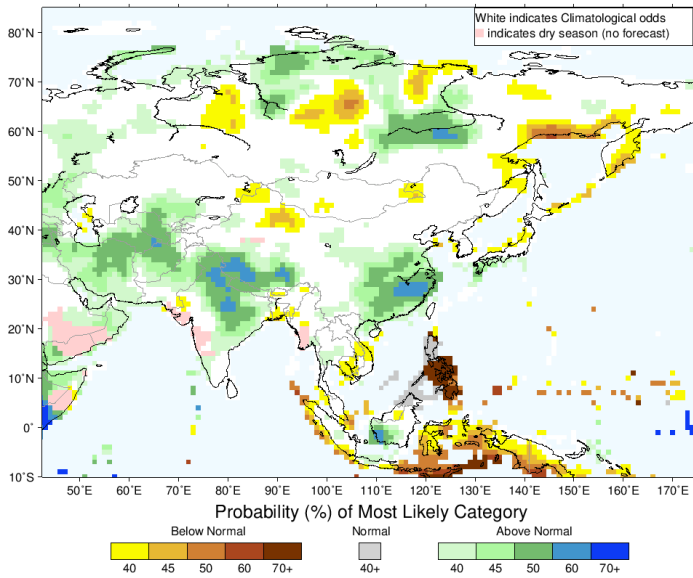 White indicates Climatological odds
indicates dry season (no forecast)
80°N
70°N
60°N
50°N
40°N
30°N
20°N
10°N
0°
10°S
50°E 60°E 70°E 80°E 90°E 100°E 110°E 120°E 130°E 140°E 150°E 160°E 170°E
Probability (%) of Most Likely Category
Below Normal Normal Above Normal
40 45 50 60 70+ 40+ 40 45 50 60 70+